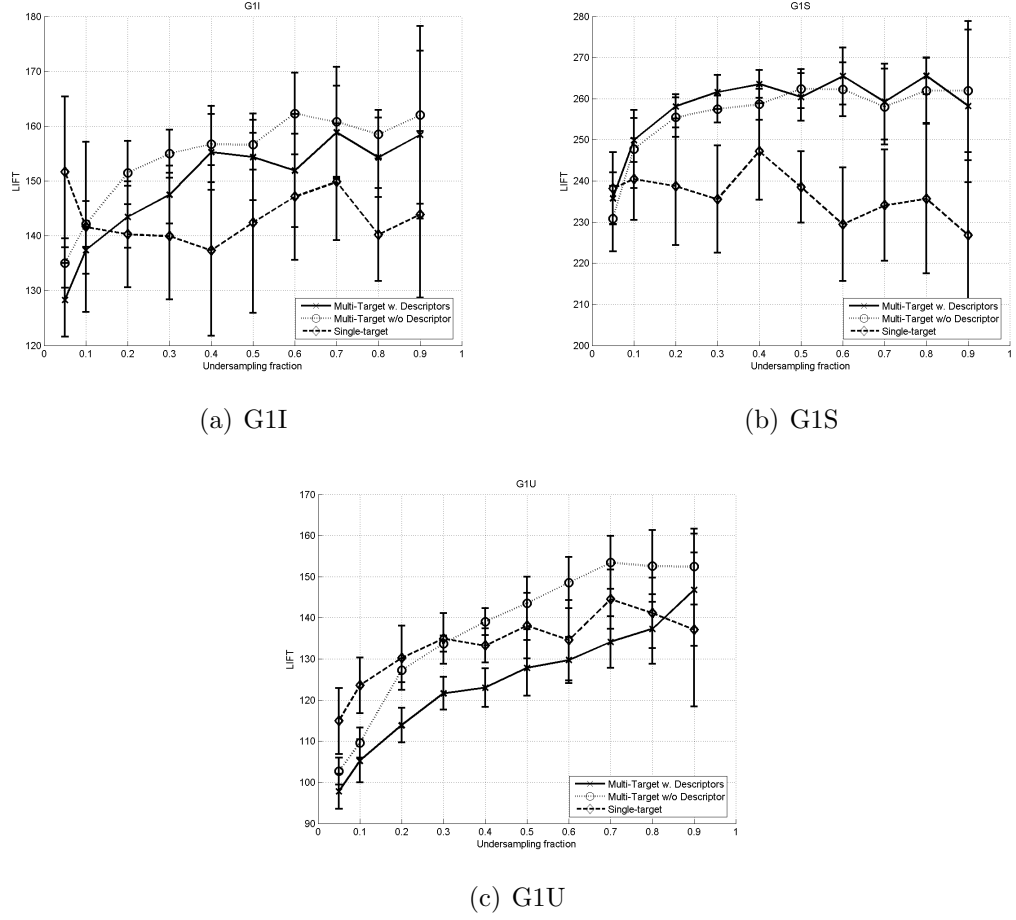 G1I
180
170
160
150
140
130
120
LIFT
0
0.1
0.2
0.3
0.4
0.5
0.6
0.7
0.8
0.9
1
Undersampling fraction
Multi-Target w. Descriptors
Multi-Target w/o Descriptor
Single-target
(a) G1I
G1S
280
270
260
250
240
230
220
210
200
LIFT
0
0.1
0.2
0.3
0.4
0.5
0.6
0.7
0.8
0.9
1
Undersampling fraction
Multi-Target w. Descriptors
Multi-Target w/o Descriptor
Single-target
(b) G1S
G1U
170
160
150
140
130
120
110
100
90
LIFT
0
0.1
0.2
0.3
0.4
0.5
0.6
0.7
0.8
0.9
1
Undersampling fraction
Multi-Target w. Descriptors
Multi-Target w/o Descriptor
Single-target
(c) G1U